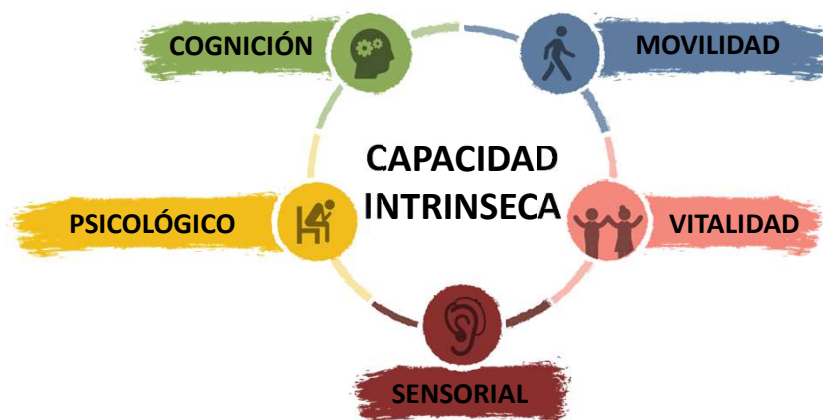 COGNICIÓN
MOVILIDAD
CAPACIDAD
INTRINSECA
PSICOLÓGICO
VITALIDAD
SENSORIAL